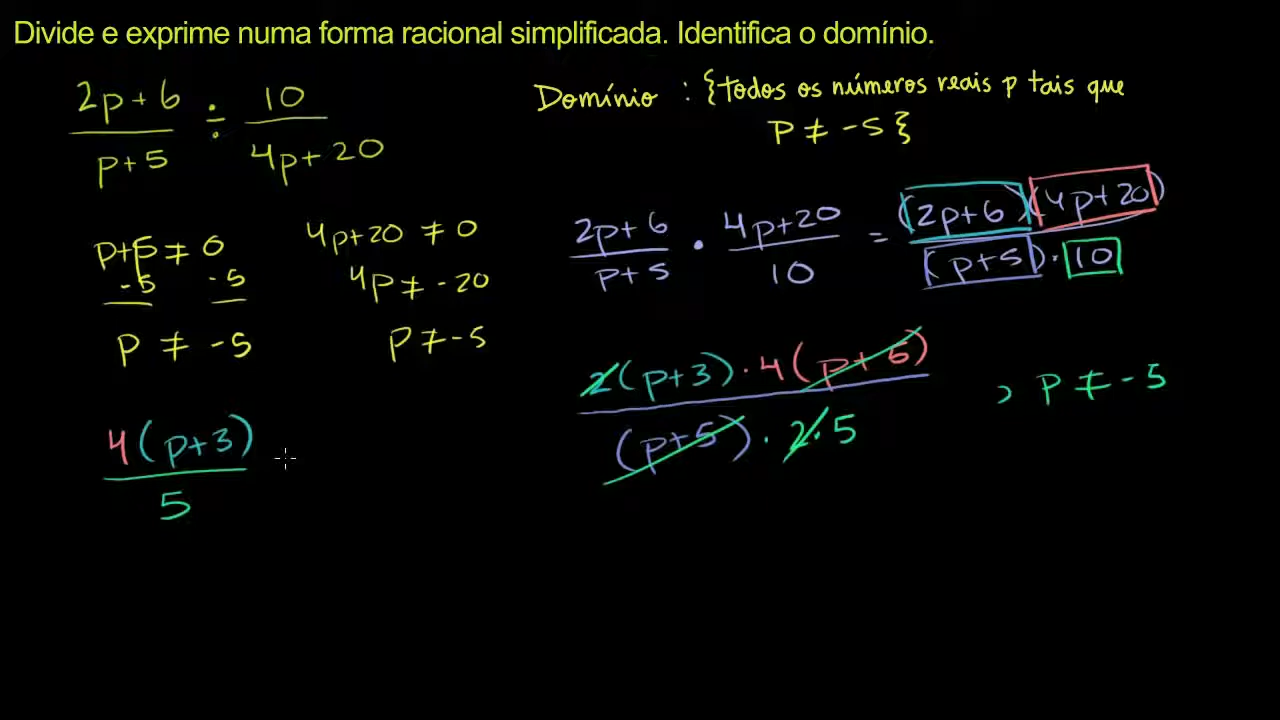 Divide e exprime numa forma racional simplificada. Identifica o domínio.
2p+6 / p+5 ÷ 10 / 4p+20
Domínio : {todos os números reais p tais que
p ≠ -5}
p+5 ≠ 0
-5 -5
p ≠ -5
4p+20 ≠ 0
4p ≠ -20
p ≠ -5
2p+6 / p+5 · 4p+20 / 10 = (2p+6)(4p+20) / (p+5)·10
2(p+3)·4(p+5) / (p+5)·2·5 , p ≠ -5
4(p+3) / 5